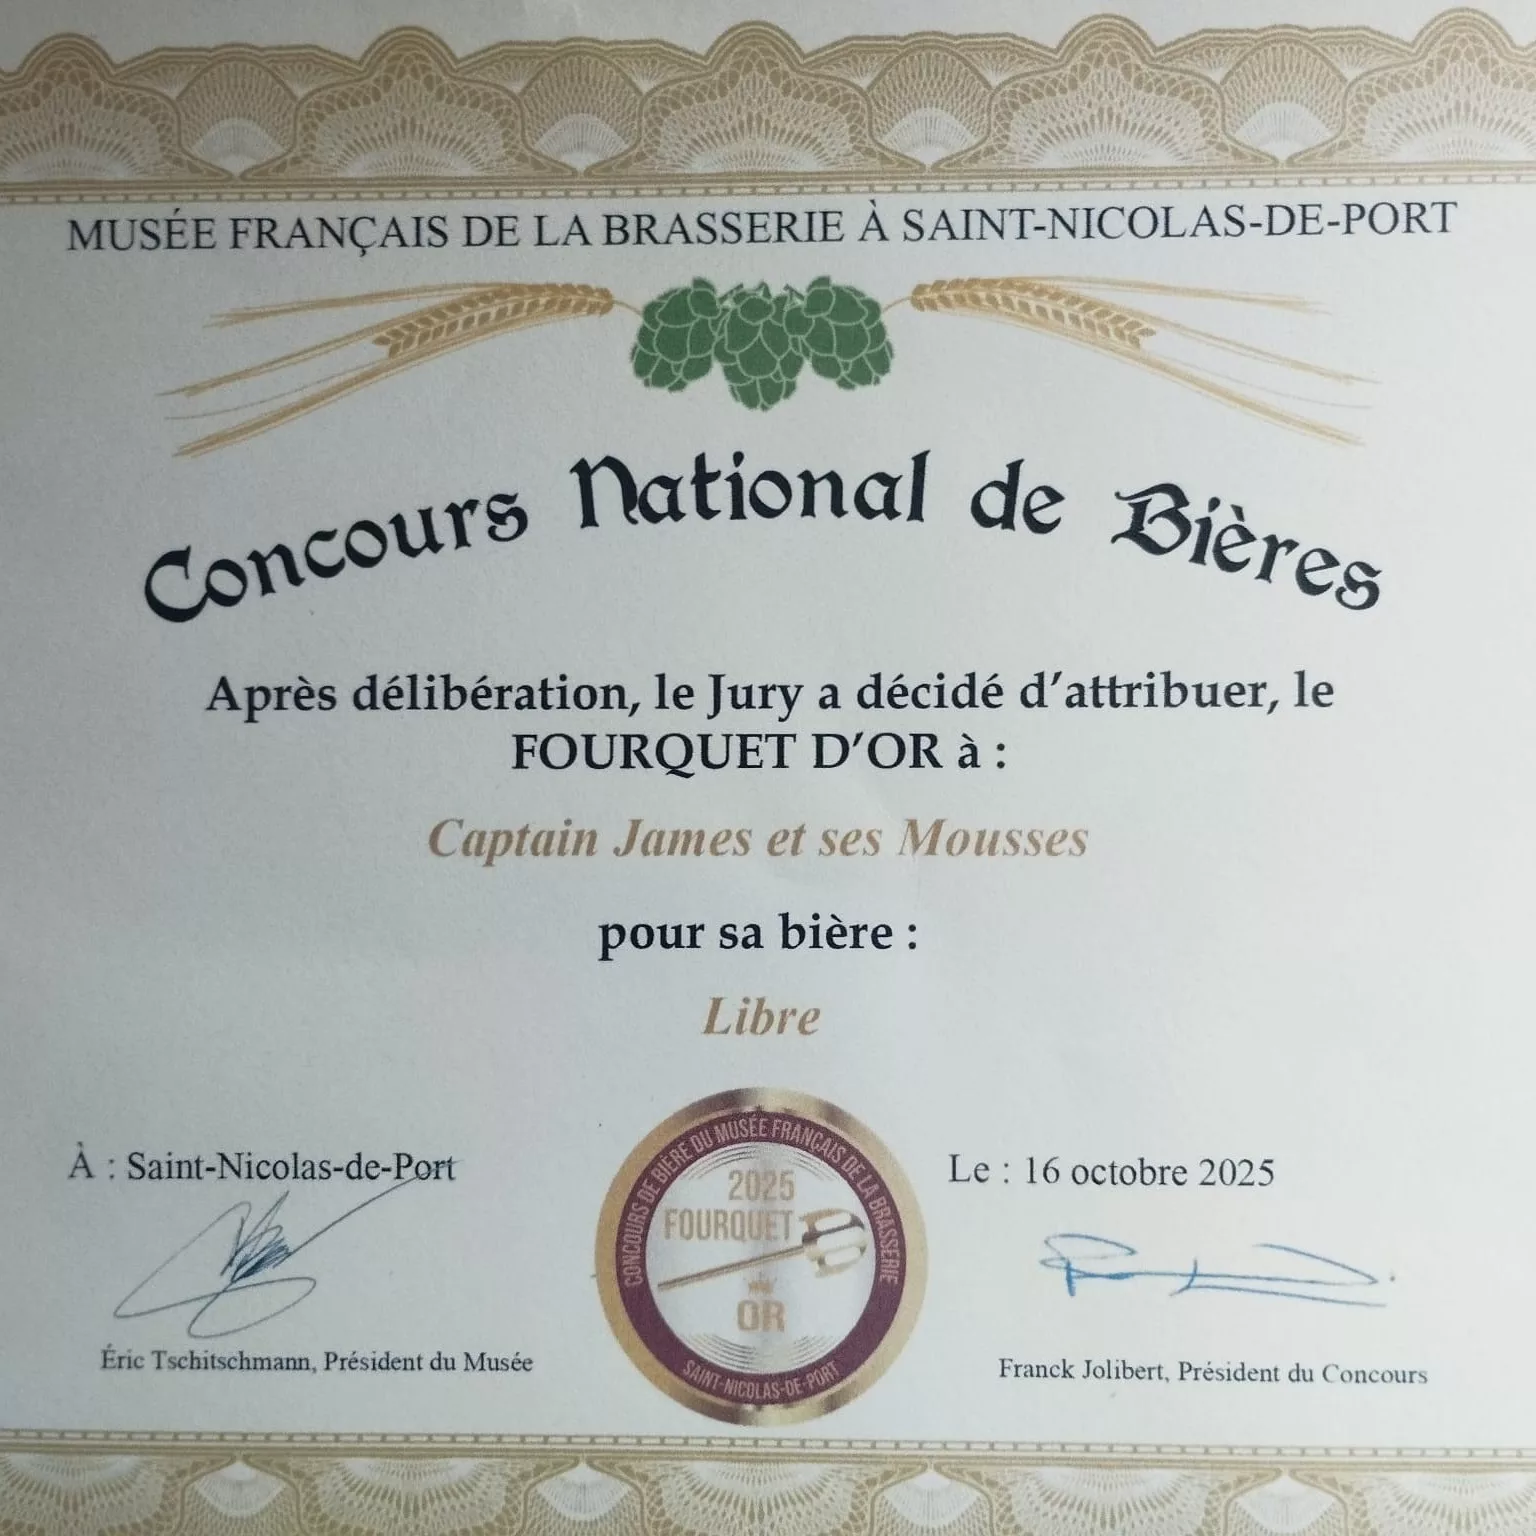 MUSÉE FRANÇAIS DE LA BRASSERIE À SAINT-NICOLAS-DE-PORT
Concours National de Bières
Après délibération, le Jury a décidé d'attribuer, le
FOURQUET D'OR à :
Captain James et ses Mousses
pour sa bière :
Libre
À : Saint-Nicolas-de-Port
Éric Tschitschmann, Président du Musée
CONCOURS DE BIÈRE DU MUSÉE FRANÇAIS DE LA BRASSERIE
2025
FOURQUET
OR
SAINT-NICOLAS-DE-PORT
Le : 16 octobre 2025
Franck Jolibert, Président du Concours